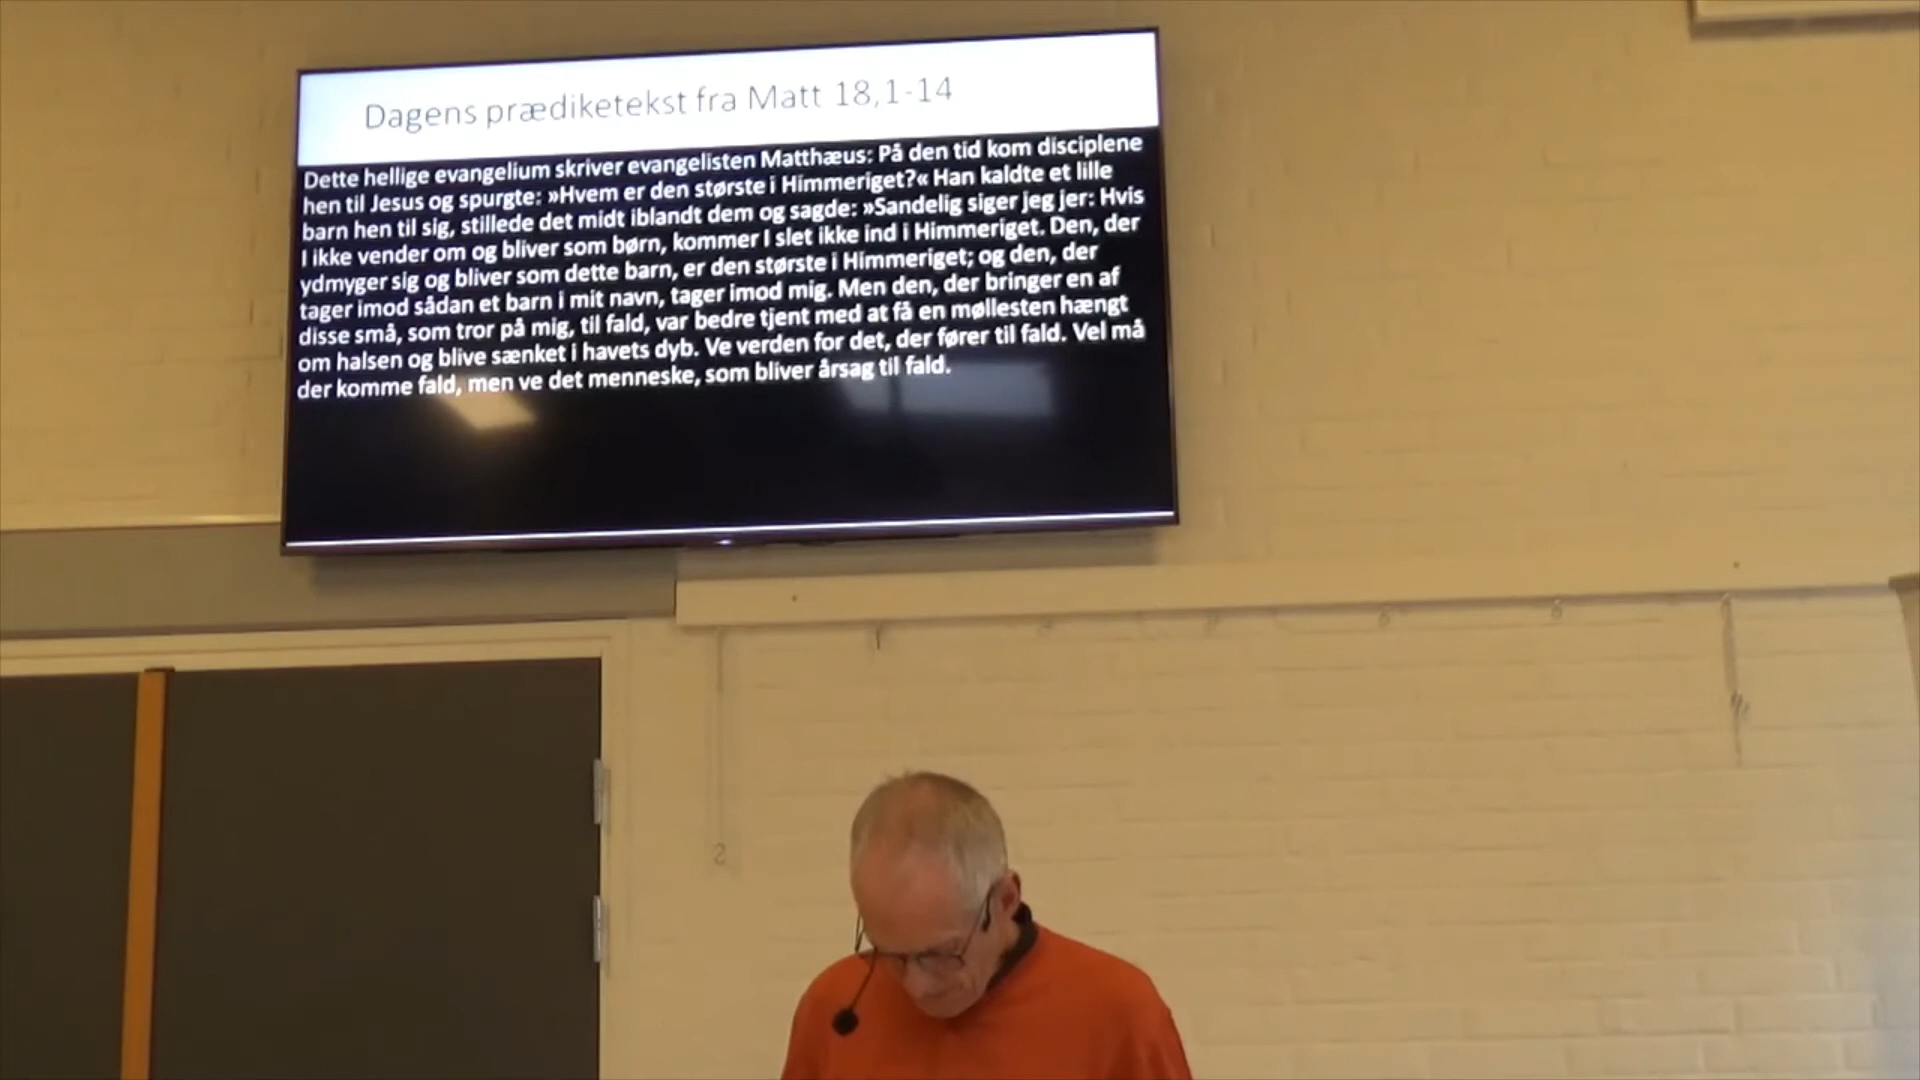 Dagens prædiketekst fra Matt 18,1-14
Dette hellige evangelium skriver evangelisten Matthæus: På den tid kom disciplene
hen til Jesus og spurgte: »Hvem er den største i Himmeriget?« Han kaldte et lille
barn hen til sig, stillede det midt iblandt dem og sagde: »Sandelig siger jeg jer: Hvis
I ikke vender om og bliver som børn, kommer I slet ikke ind i Himmeriget. Den, der
ydmyger sig og bliver som dette barn, er den største i Himmeriget; og den, der
tager imod sådan et barn i mit navn, tager imod mig. Men den, der bringer en af
disse små, som tror på mig, til fald, var bedre tjent med at få en møllesten hængt
om halsen og blive sænket i havets dyb. Ve verden for det, der fører til fald. Vel må
der komme fald, men ve det menneske, som bliver årsag til fald.